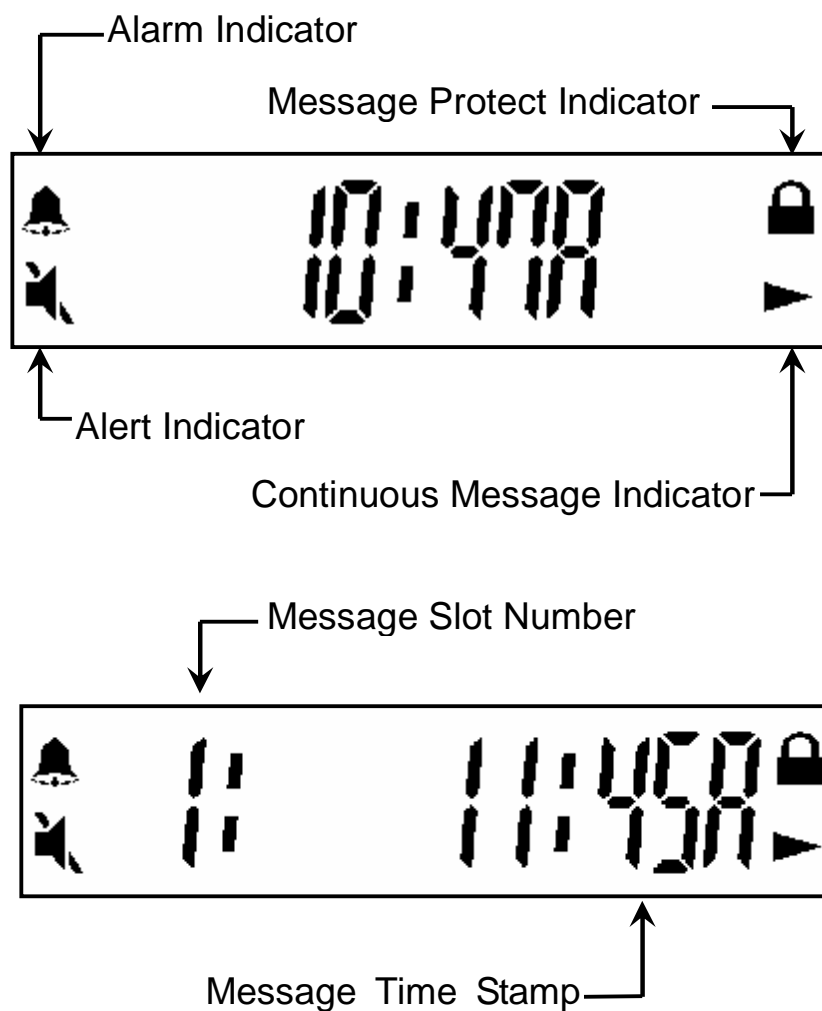 Alarm Indicator
Message Protect Indicator
10:47A
Alert Indicator
Continuous Message Indicator
Message Slot Number
1: 11:45A
Message Time Stamp